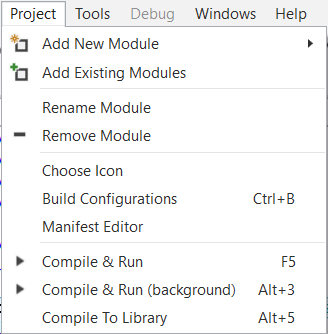 Project Tools Debug Windows Help
Add New Module
Add Existing Modules
Rename Module
Remove Module
Choose Icon
Build Configurations Ctrl+B
Manifest Editor
Compile & Run F5
Compile & Run (background) Alt+3
Compile To Library Alt+5